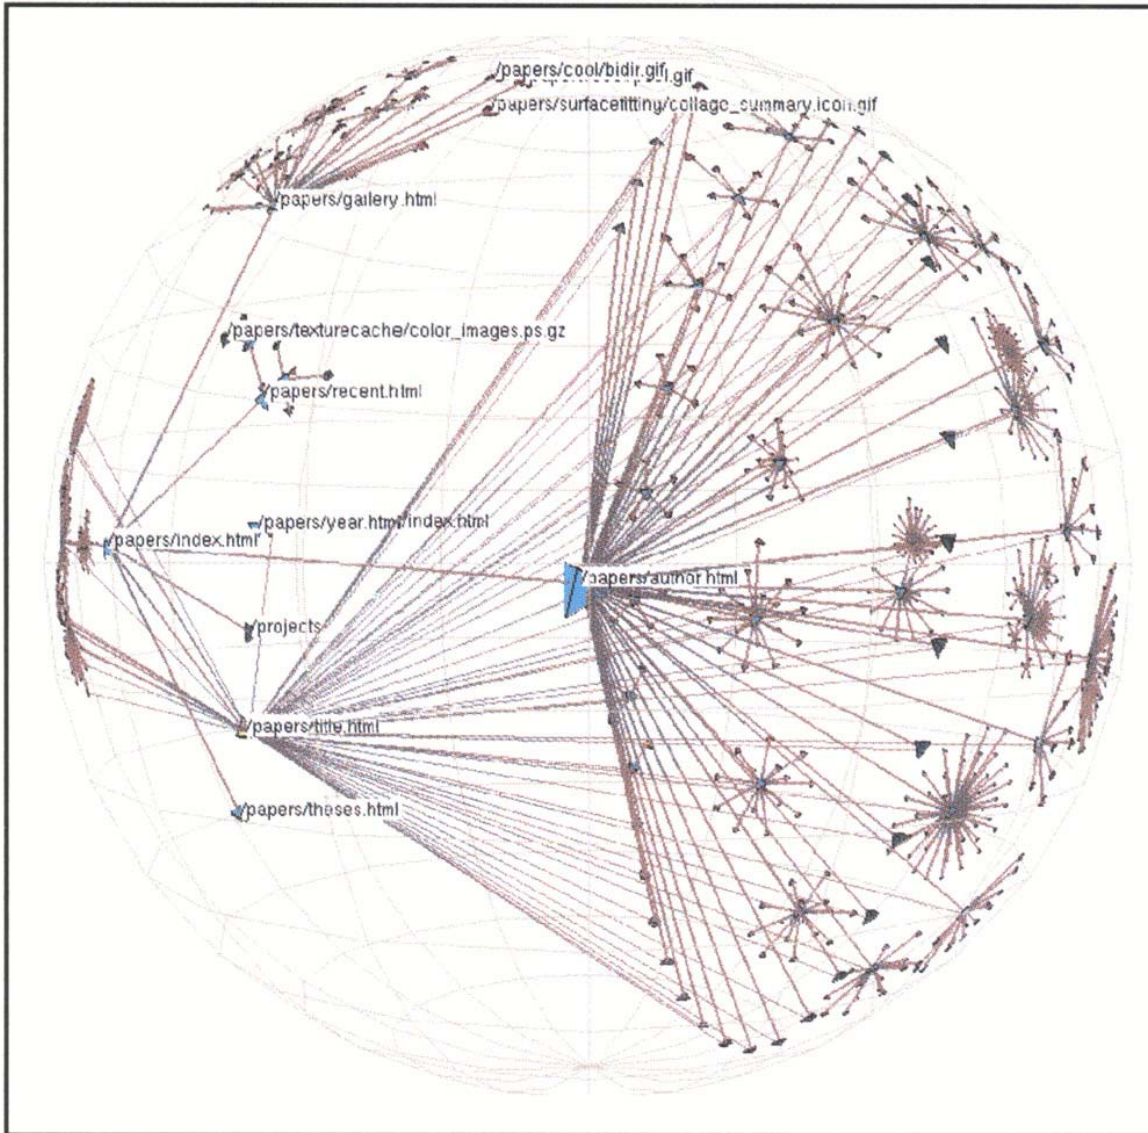 /papers/cool/bidir.gif
.gif
/papers/surfacefitting/collage_summary.icon.gif
/papers/gallery.html
/papers/texturecache/color_images.ps.gz
/papers/recent.html
/papers/year.html/index.html
/papers/index.html
/papers/author.html
/projects
/papers/title.html
/papers/theses.html